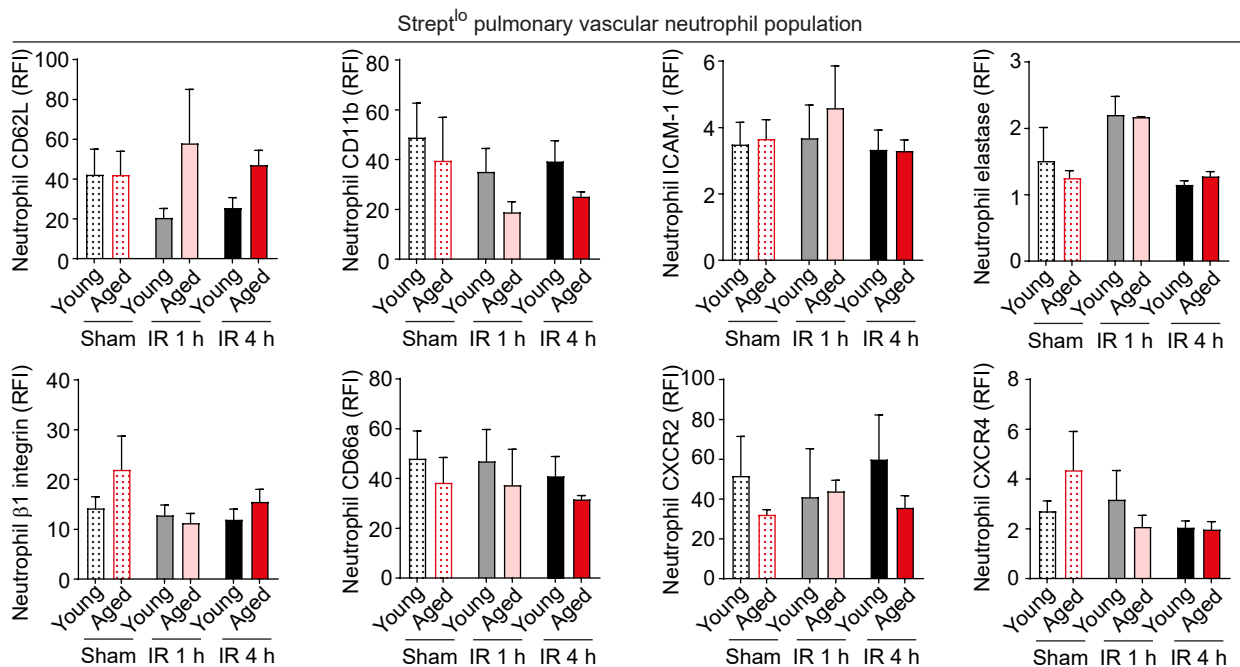 Strept^lo pulmonary vascular neutrophil population
Neutrophil CD62L (RFI)
100
80
60
40
20
0
Young Aged Young Aged Young Aged
Sham IR 1 h IR 4 h
Neutrophil CD11b (RFI)
80
60
40
20
0
Young Aged Young Aged Young Aged
Sham IR 1 h IR 4 h
Neutrophil ICAM-1 (RFI)
6
4
2
0
Young Aged Young Aged Young Aged
Sham IR 1 h IR 4 h
Neutrophil elastase (RFI)
3
2
1
0
Young Aged Young Aged Young Aged
Sham IR 1 h IR 4 h
Neutrophil β1 integrin (RFI)
40
30
20
10
0
Young Aged Young Aged Young Aged
Sham IR 1 h IR 4 h
Neutrophil CD66a (RFI)
80
60
40
20
0
Young Aged Young Aged Young Aged
Sham IR 1 h IR 4 h
Neutrophil CXCR2 (RFI)
100
80
60
40
20
0
Young Aged Young Aged Young Aged
Sham IR 1 h IR 4 h
Neutrophil CXCR4 (RFI)
8
6
4
2
0
Young Aged Young Aged Young Aged
Sham IR 1 h IR 4 h